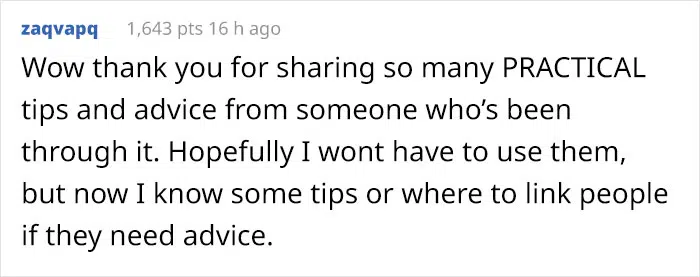 zaqvapq 1,643 pts 16 h ago
Wow thank you for sharing so many PRACTICAL
tips and advice from someone who’s been
through it. Hopefully I wont have to use them,
but now I know some tips or where to link people
if they need advice.